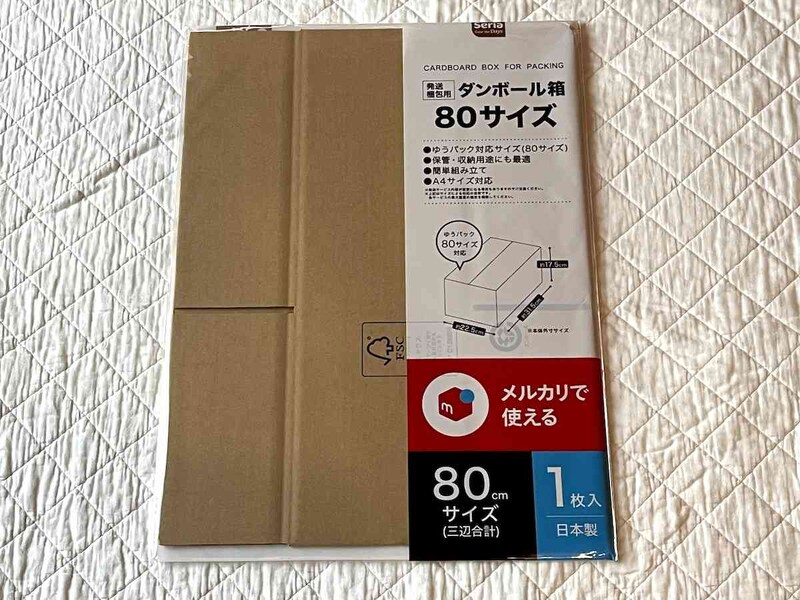 Seria
Color the Days
CARDBOARD BOX FOR PACKING
発送
梱包用
ダンボール箱
80サイズ
●ゆうパック対応サイズ(80サイズ)
●保管・収納用途にも最適
●簡単組み立て
●A4サイズ対応
ゆうパック
80サイズ
対応
約17.5cm
約31.5cm
約22.5cm
※本体外寸サイズ
FSC
メルカリで
使える
80cm
サイズ
(三辺合計)
1枚入
日本製